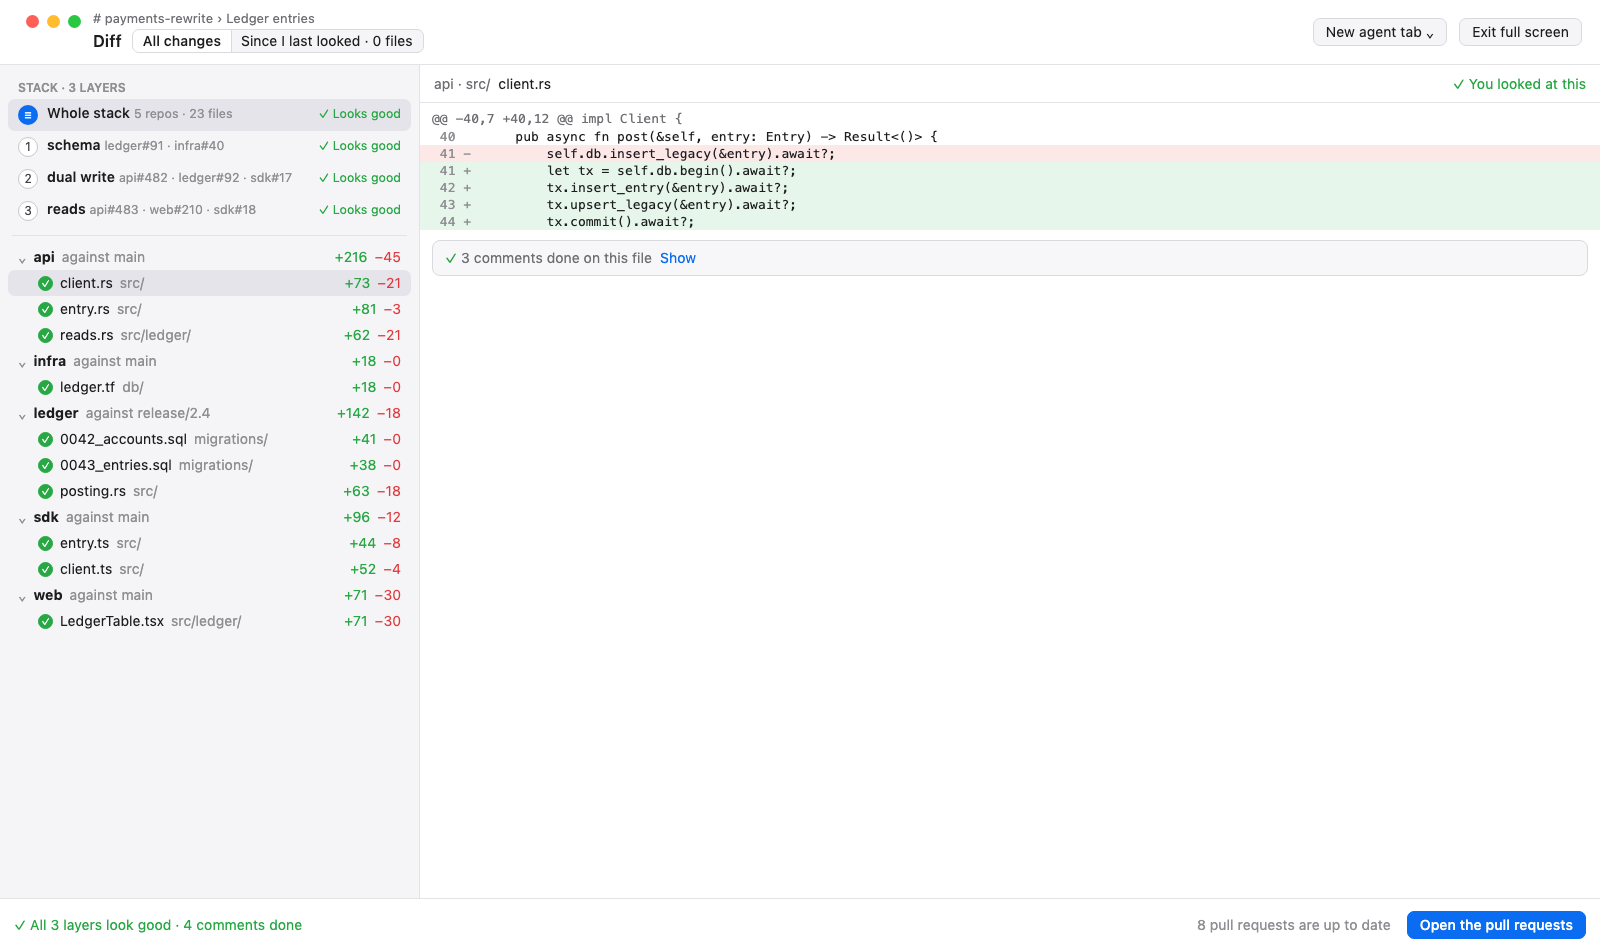 # payments-rewrite › Ledger entries
Diff
All changes
Since I last looked · 0 files
New agent tab
Exit full screen
STACK · 3 LAYERS
Whole stack 5 repos · 23 files ✓ Looks good
1 schema ledger#91 · infra#40 ✓ Looks good
2 dual write api#482 · ledger#92 · sdk#17 ✓ Looks good
3 reads api#483 · web#210 · sdk#18 ✓ Looks good
api against main +216 −45
client.rs src/ +73 −21
entry.rs src/ +81 −3
reads.rs src/ledger/ +62 −21
infra against main +18 −0
ledger.tf db/ +18 −0
ledger against release/2.4 +142 −18
0042_accounts.sql migrations/ +41 −0
0043_entries.sql migrations/ +38 −0
posting.rs src/ +63 −18
sdk against main +96 −12
entry.ts src/ +44 −8
client.ts src/ +52 −4
web against main +71 −30
LedgerTable.tsx src/ledger/ +71 −30
api · src/ client.rs
✓ You looked at this
@@ −40,7 +40,12 @@ impl Client {
40 pub async fn post(&self, entry: Entry) −> Result<()> {
41 − self.db.insert_legacy(&entry).await?;
41 + let tx = self.db.begin().await?;
42 + tx.insert_entry(&entry).await?;
43 + tx.upsert_legacy(&entry).await?;
44 + tx.commit().await?;
✓ 3 comments done on this file Show
✓ All 3 layers look good · 4 comments done
8 pull requests are up to date
Open the pull requests